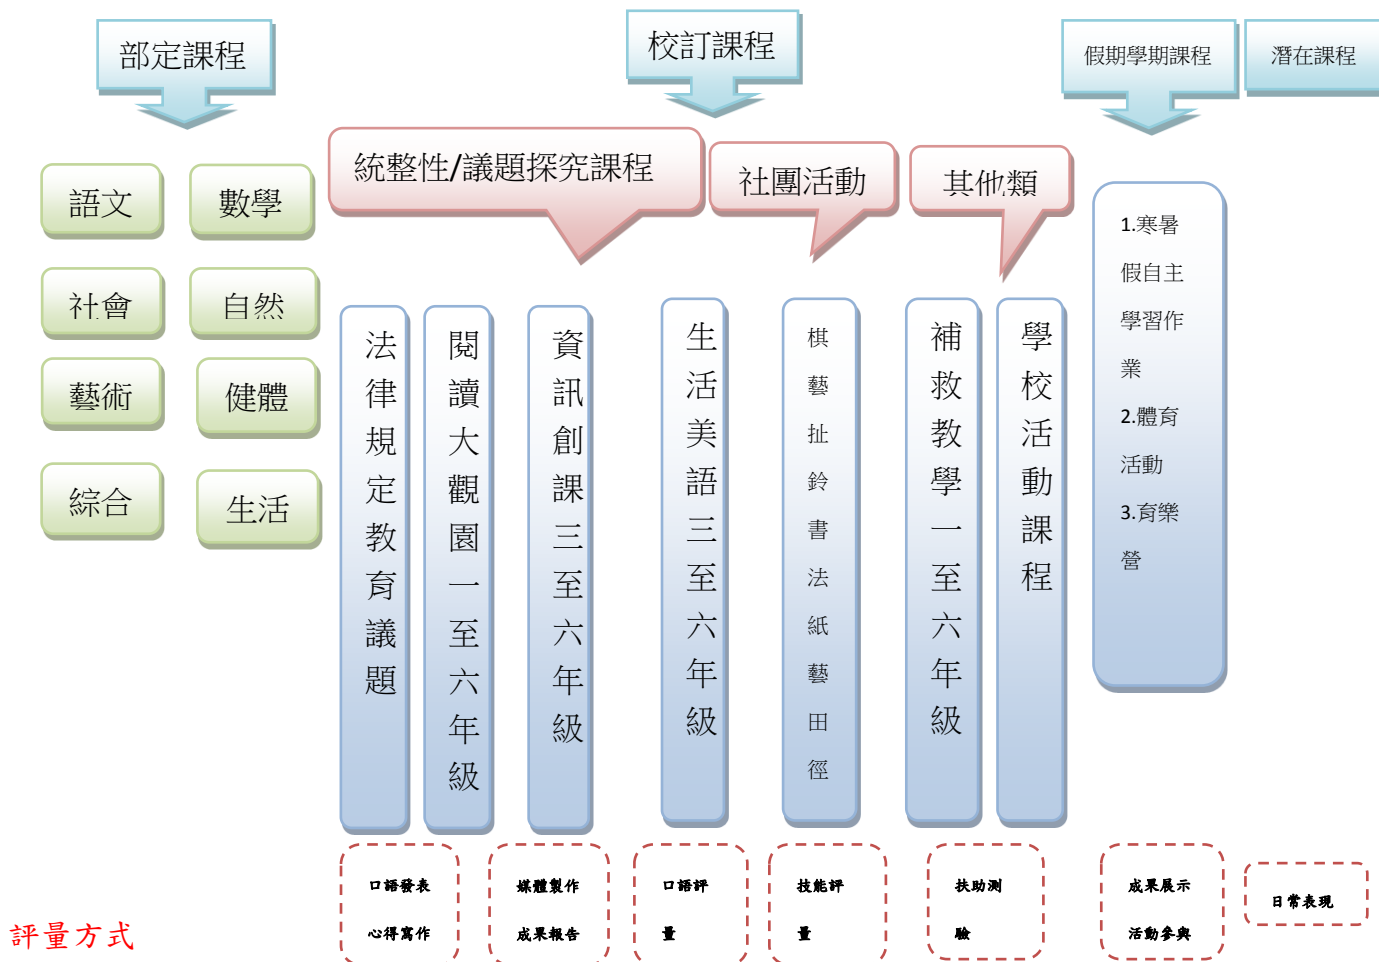 部定課程
校訂課程
假期學期課程
潛在課程
統整性/議題探究課程
社團活動
其他類
語文
數學
社會
自然
藝術
健體
綜合
生活
法律規定教育議題
閱讀大觀園一至六年級
資訊創課三至六年級
生活美語三至六年級
棋藝扯鈴書法紙藝田徑
補救教學一至六年級
學校活動課程
1.寒暑
假自主
學習作
業
2.體育
活動
3.育樂
營
評量方式
口語發表
心得寫作
媒體製作
成果報告
口語評
量
技能評
量
扶助測
驗
成果展示
活動參與
日常表現